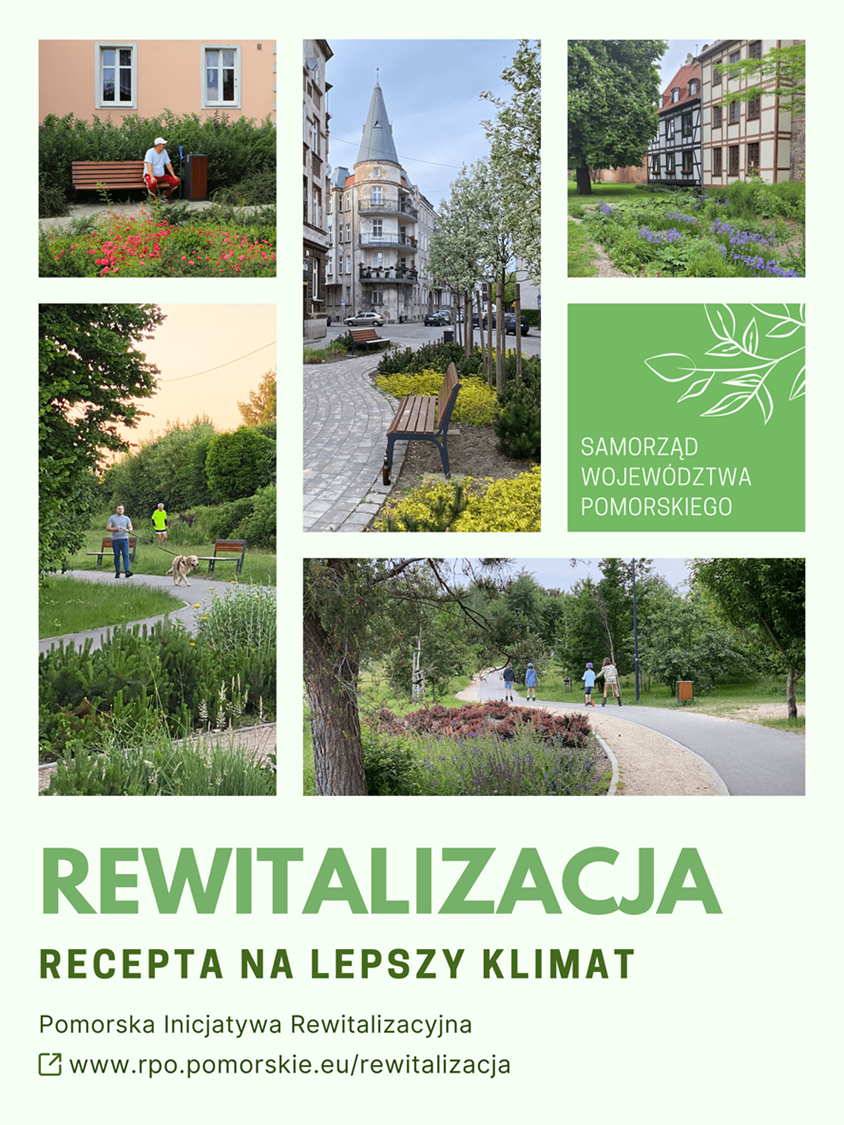 SAMORZĄD
WOJEWÓDZTWA
POMORSKIEGO
REWITALIZACJA
RECEPTA NA LEPSZY KLIMAT
Pomorska Inicjatywa Rewitalizacyjna
www.rpo.pomorskie.eu/rewitalizacja